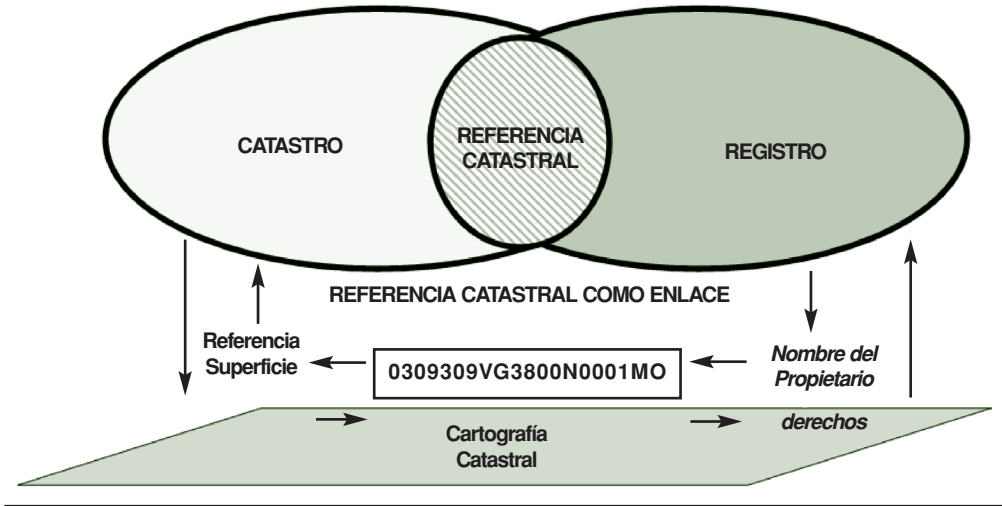 CATASTRO
REFERENCIA
CATASTRAL
REGISTRO
REFERENCIA CATASTRAL COMO ENLACE
Referencia
Superficie
0309309VG3800N0001MO
Nombre del
Propietario
derechos
Cartografía
Catastral